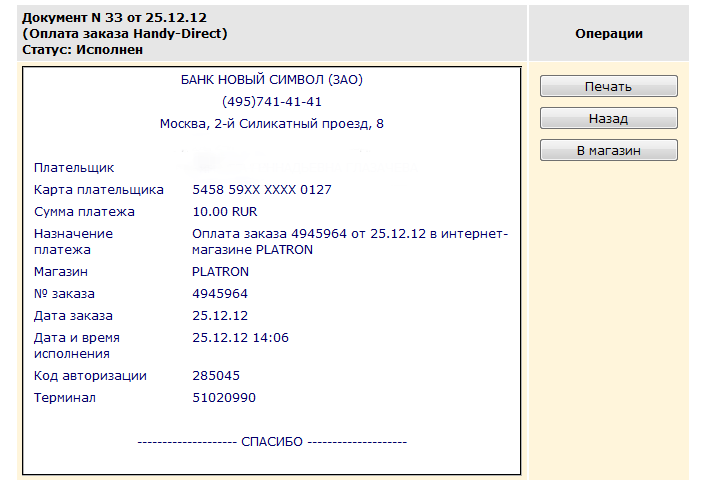 Документ N 33 от 25.12.12
(Оплата заказа Handy-Direct)
Статус: Исполнен
Операции
БАНК НОВЫЙ СИМВОЛ (ЗАО)
(495)741-41-41
Москва, 2-й Силикатный проезд, 8
Плательщик
Карта плательщика 5458 59XX XXXX 0127
Сумма платежа 10.00 RUR
Назначение Оплата заказа 4945964 от 25.12.12 в интернет-
платежа магазине PLATRON
Магазин PLATRON
№ заказа 4945964
Дата заказа 25.12.12
Дата и время 25.12.12 14:06
исполнения
Код авторизации 285045
Терминал 51020990
-------------------- СПАСИБО --------------------
Печать
Назад
В магазин